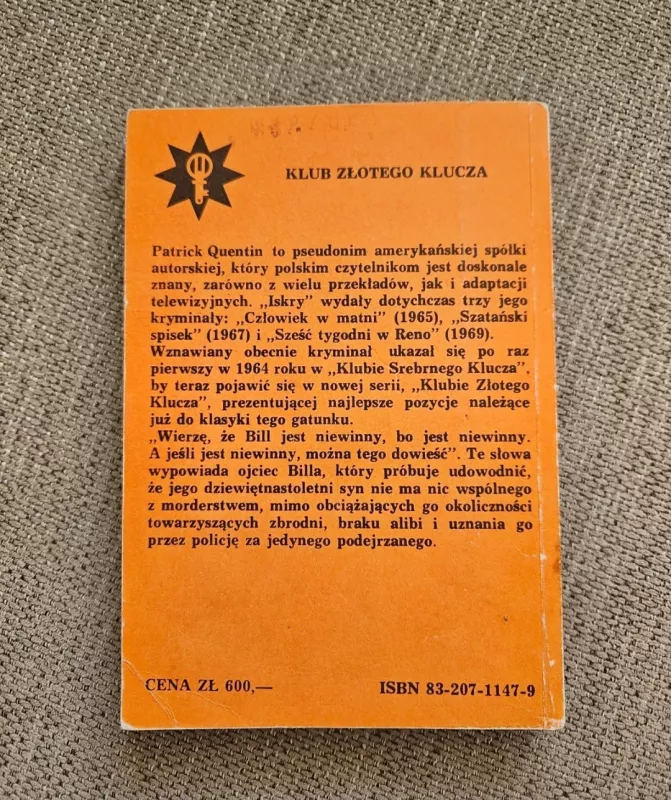 KLUB ZŁOTEGO KLUCZA
Patrick Quentin to pseudonim amerykańskiej spółki
autorskiej, który polskim czytelnikom jest doskonale
znany, zarówno z wielu przekładów, jak i adaptacji
telewizyjnych. „Iskry" wydały dotychczas trzy jego
kryminały: „Człowiek w matni" (1965), „Szatański
spisek" (1967) i „Sześć tygodni w Reno" (1969).
Wznawiany obecnie kryminał ukazał się po raz
pierwszy w 1964 roku w „Klubie Srebrnego Klucza",
by teraz pojawić się w nowej serii, „Klubie Złotego
Klucza", prezentującej najlepsze pozycje należące
już do klasyki tego gatunku.
„Wierzę, że Bill jest niewinny, bo jest niewinny.
A jeśli jest niewinny, można tego dowieść". Te słowa
wypowiada ojciec Billa, który próbuje udowodnić,
że jego dziewiętnastoletni syn nie ma nic wspólnego
z morderstwem, mimo obciążających go okoliczności
towarzyszących zbrodni, braku alibi i uznania go
przez policję za jedynego podejrzanego.
CENA ZŁ 600,—
ISBN 83-207-1147-9